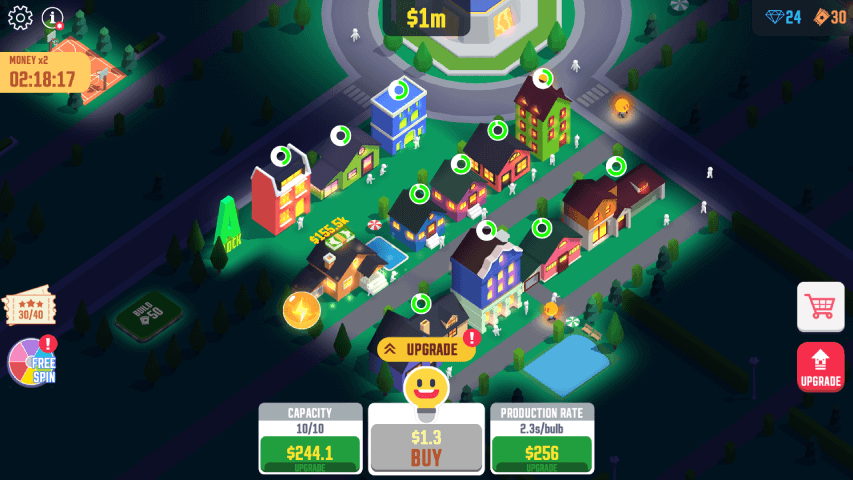 $1m
24
30
MONEY x2
02:18:17
A
OCK
$155.5k
BUILD
50
30/40
FREE
SPIN
!
UPGRADE
!
UPGRADE
CAPACITY
10/10
$244.1
UPGRADE
$1.3
BUY
PRODUCTION RATE
2.3s/bulb
$256
UPGRADE